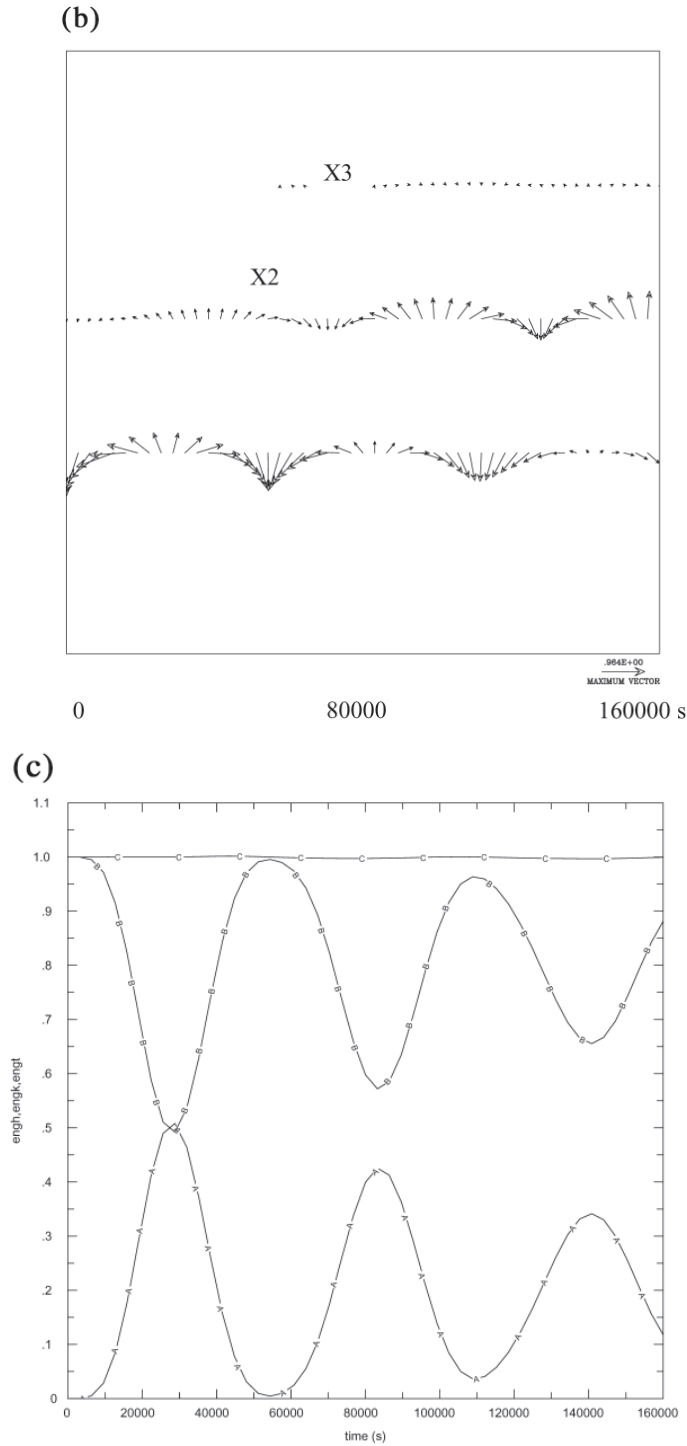 (b)
X3
X2
.964E+00
MAXIMUM VECTOR
0 80000 160000 s
(c)
1.1
1.0
.9
.8
.7
.6
.5
.4
.3
.2
.1
0
engh,engk,engt
C C C C C C C C C
B B B B B B B B B B B B B B B B B B B B B B
A A A A A A A A A A A A A A A A A A A A
0 20000 40000 60000 80000 100000 120000 140000 160000
time (s)